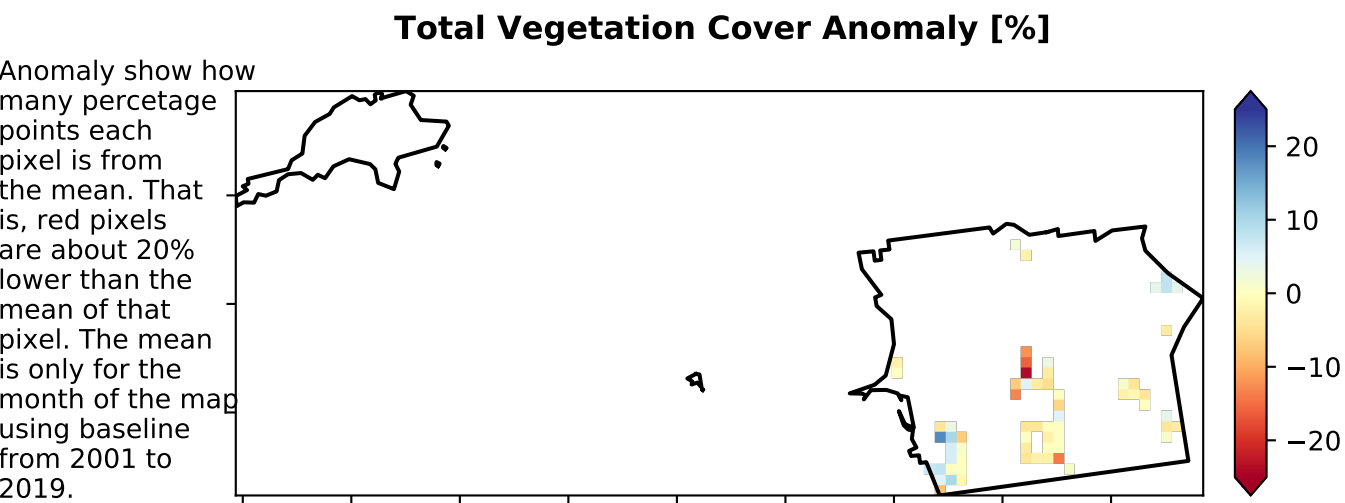 Total Vegetation Cover Anomaly [%]
Anomaly show how
many percetage
points each
pixel is from
the mean. That
is, red pixels
are about 20%
lower than the
mean of that
pixel. The mean
is only for the
month of the map
using baseline
from 2001 to
2019.
20
10
0
−10
−20